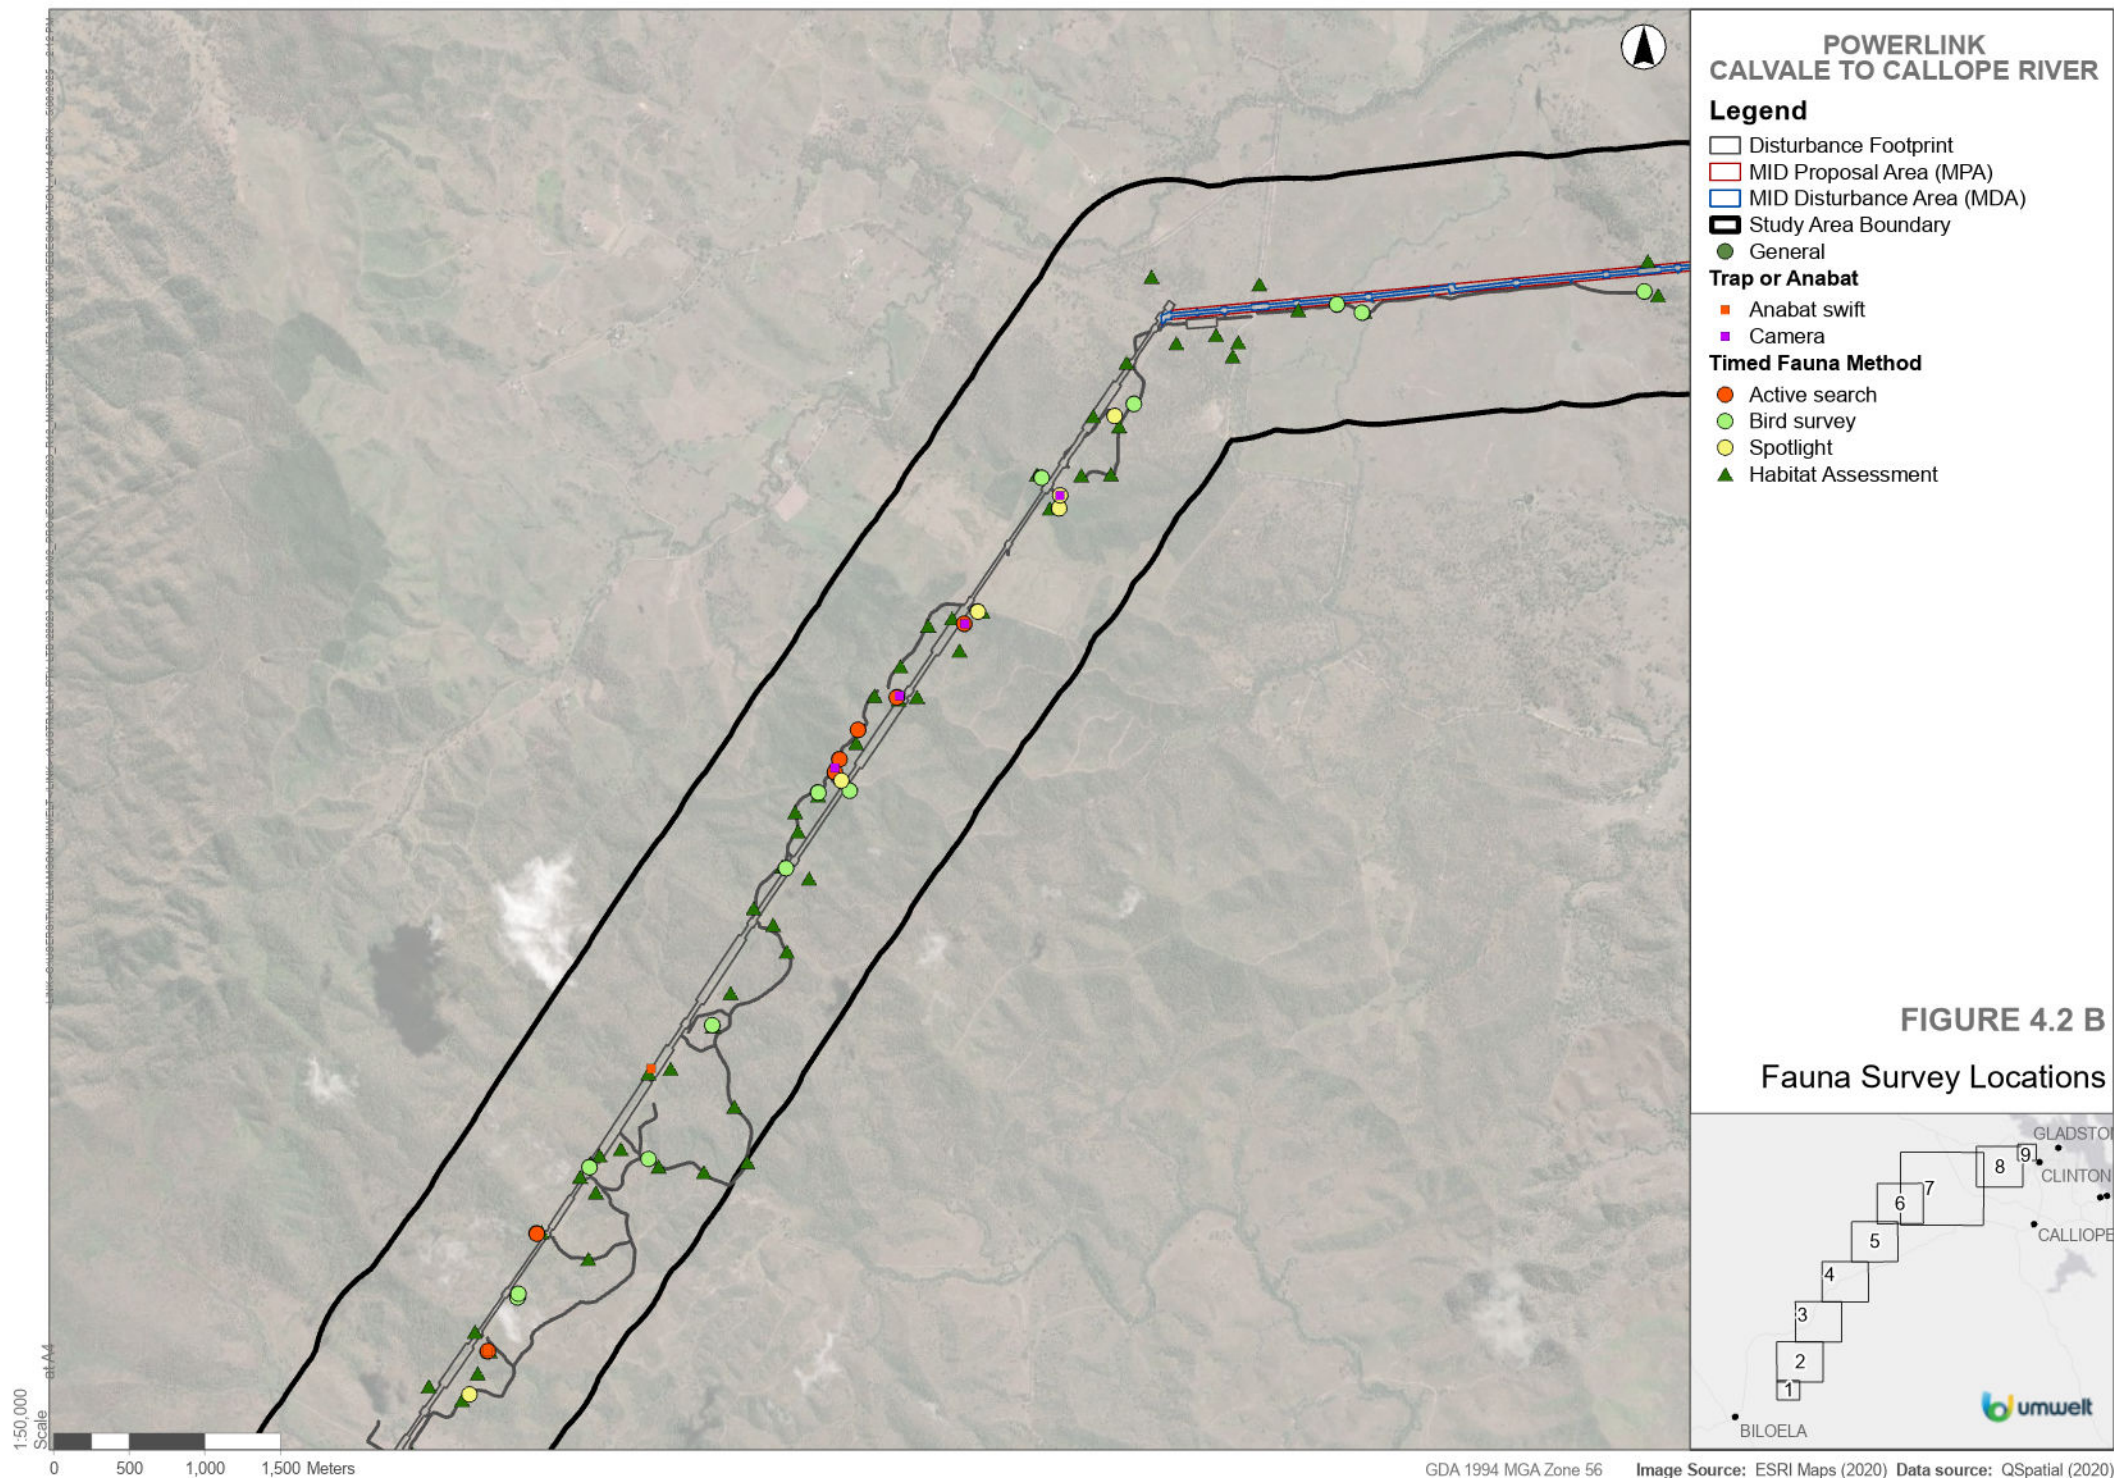 POWERLINK
CALVALE TO CALLOPE RIVER
Legend
Disturbance Footprint
MID Proposal Area (MPA)
MID Disturbance Area (MDA)
Study Area Boundary
General
Trap or Anabat
Anabat swift
Camera
Timed Fauna Method
Active search
Bird survey
Spotlight
Habitat Assessment
FIGURE 4.2 B
Fauna Survey Locations
GLADSTO
9
8
CLINTON
7
6
CALLIOPE
5
4
3
2
1
BILOELA
umwelt
1:50,000
Scale
at A4
0 500 1,000 1,500 Meters
GDA 1994 MGA Zone 56 Image Source: ESRI Maps (2020) Data source: QSpatial (2020)